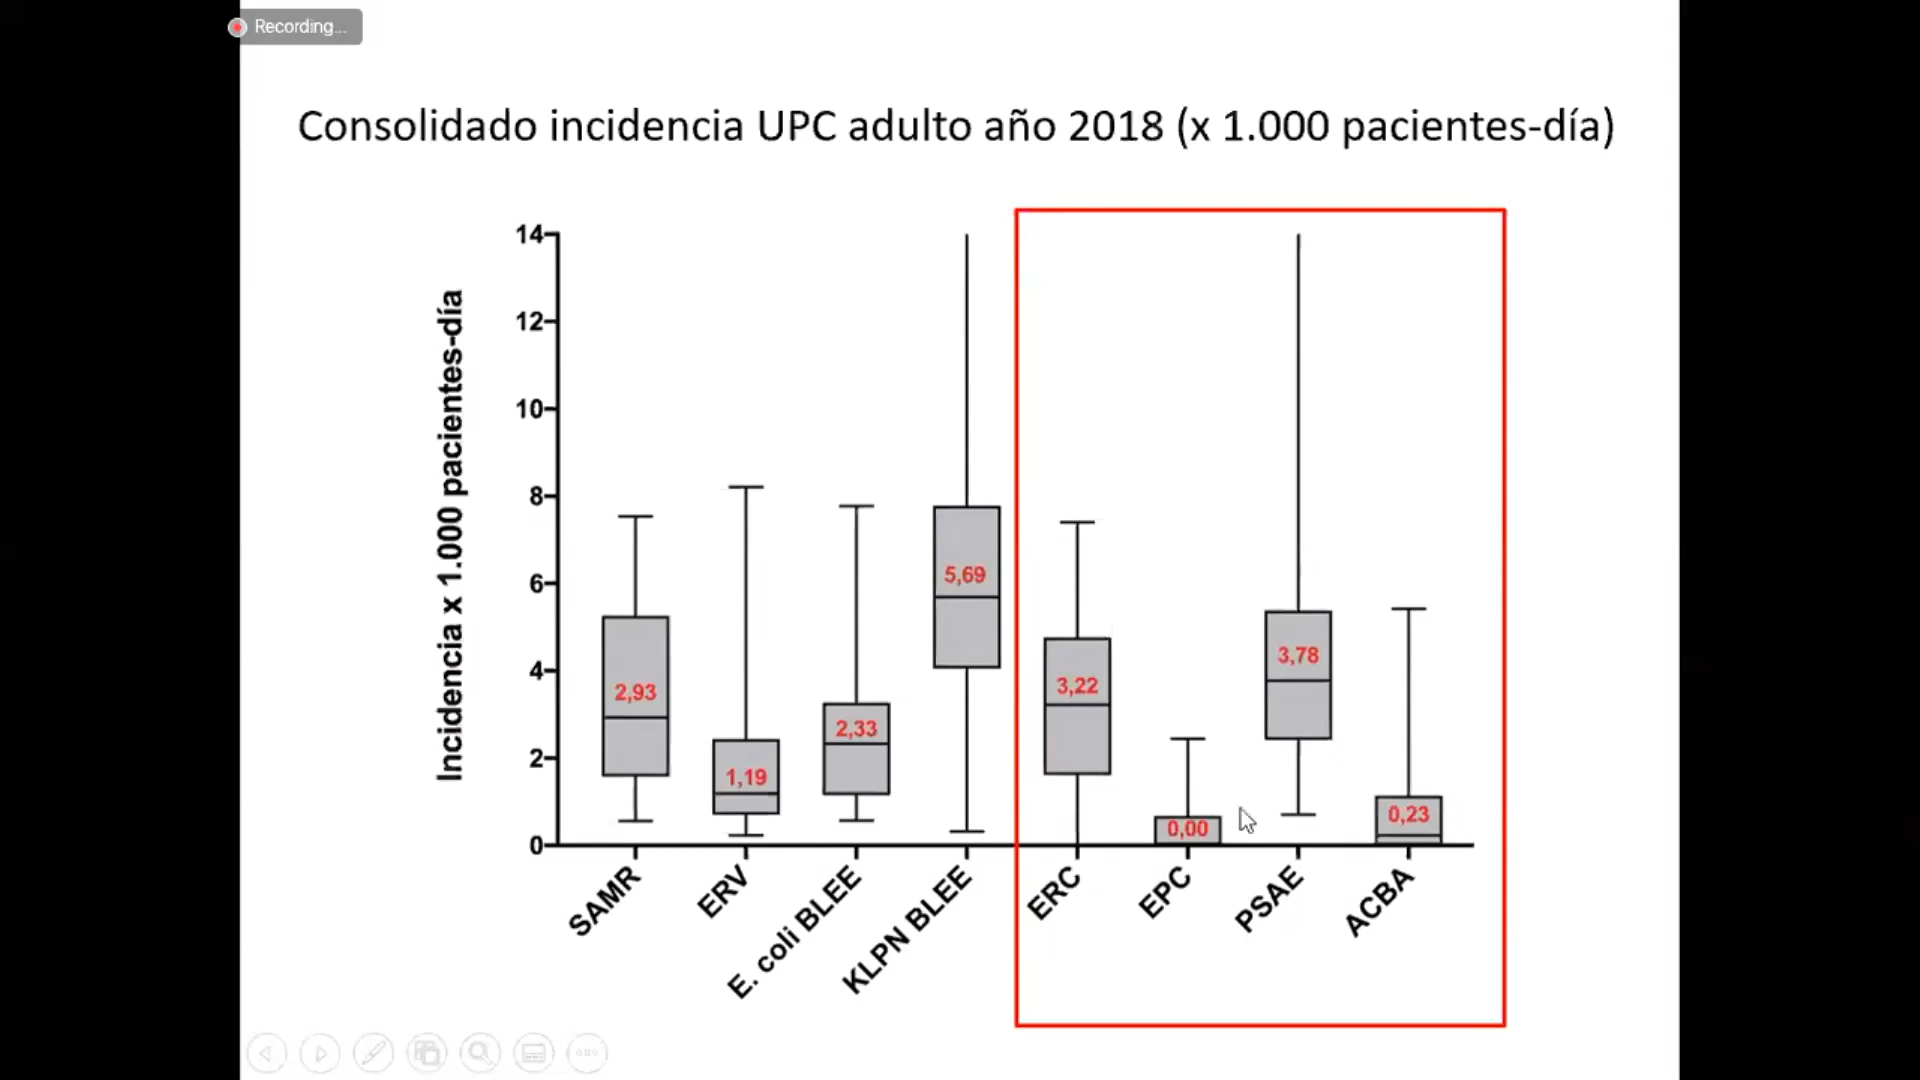 Recording...
Consolidado incidencia UPC adulto año 2018 (x 1.000 pacientes-día)
Incidencia x 1.000 pacientes-día
14
12
10
8
6
4
2
0
2,93
1,19
2,33
5,69
3,22
0,00
3,78
0,23
SAMR
ERV
E. coli BLEE
KLPN BLEE
ERC
EPC
PSAE
ACBA